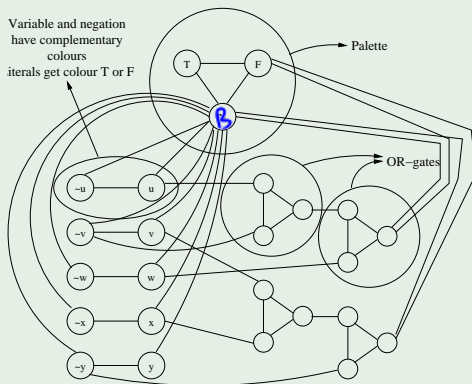 Variable and negation
have complementary
colours
iterals get colour T or F
Palette
T
F
B
OR-gates
~u
u
~v
v
~w
w
~x
x
~y
y